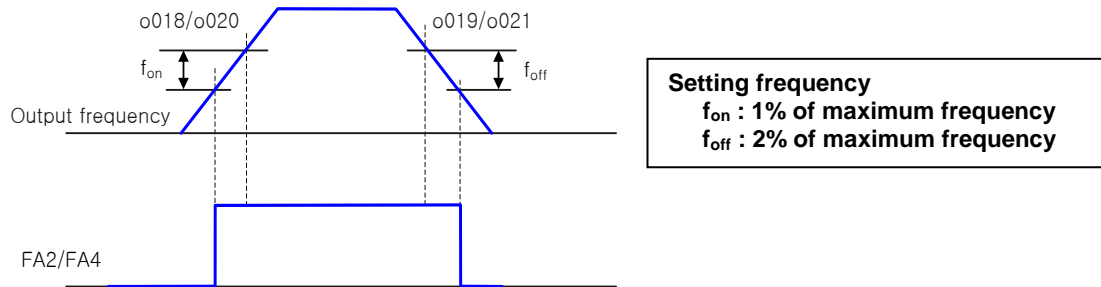 o018/o020
o019/o021
fon
foff
Output frequency
Setting frequency
fon : 1% of maximum frequency
foff : 2% of maximum frequency
FA2/FA4